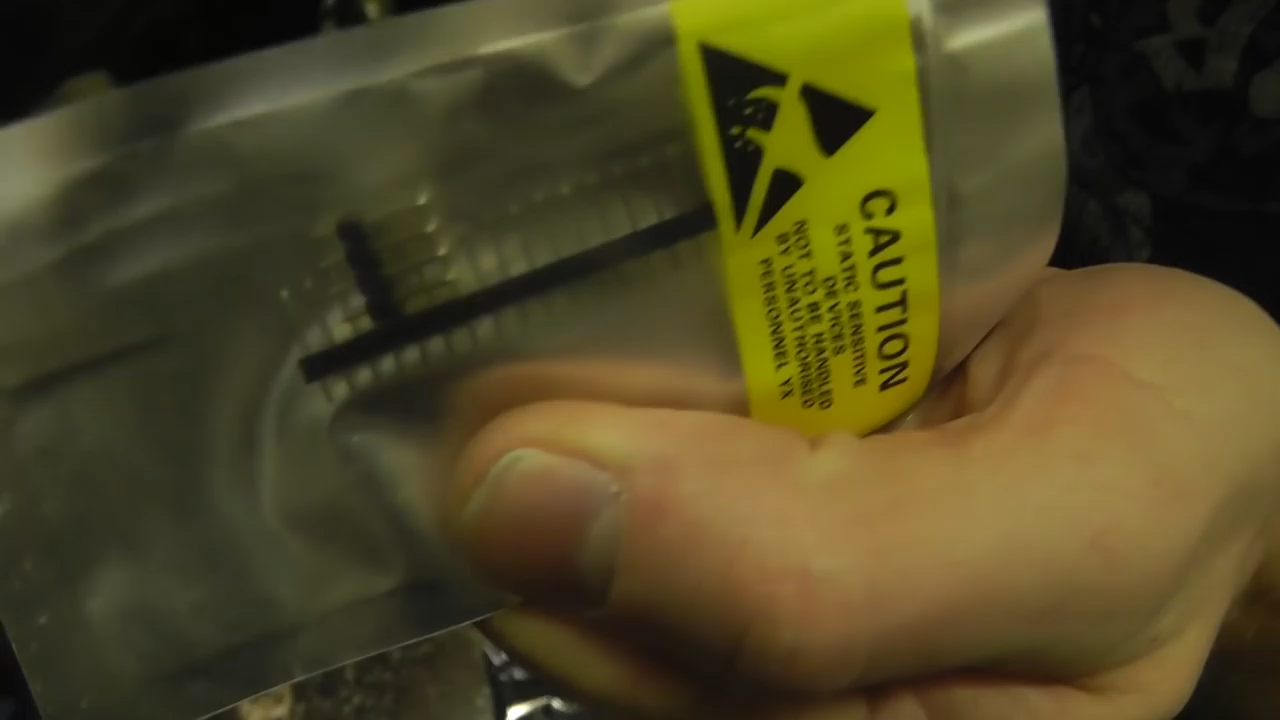 CAUTION
STATIC SENSITIVE
DEVICES
NOT TO BE HANDLED
BY UNAUTHORISED
PERSONNEL YX